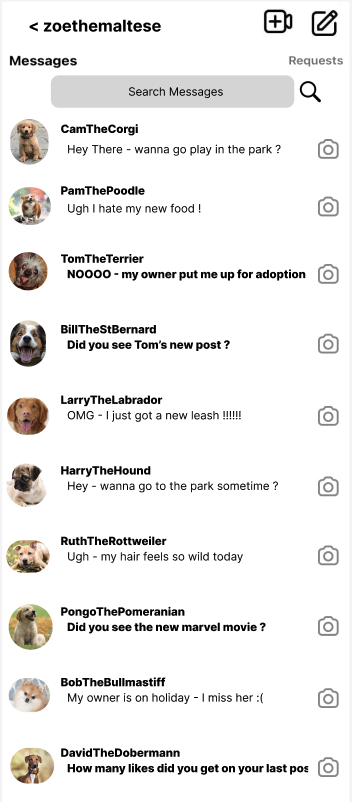 < zoethemaltese
Messages
Requests
Search Messages
CamTheCorgi
Hey There - wanna go play in the park ?
PamThePoodle
Ugh I hate my new food !
TomTheTerrier
NOOOO - my owner put me up for adoption
BillTheStBernard
Did you see Tom’s new post ?
LarryTheLabrador
OMG - I just got a new leash !!!!!!
HarryTheHound
Hey - wanna go to the park sometime ?
RuthTheRottweiler
Ugh - my hair feels so wild today
PongoThePomeranian
Did you see the new marvel movie ?
BobTheBullmastiff
My owner is on holiday - I miss her :(
DavidTheDobermann
How many likes did you get on your last pos